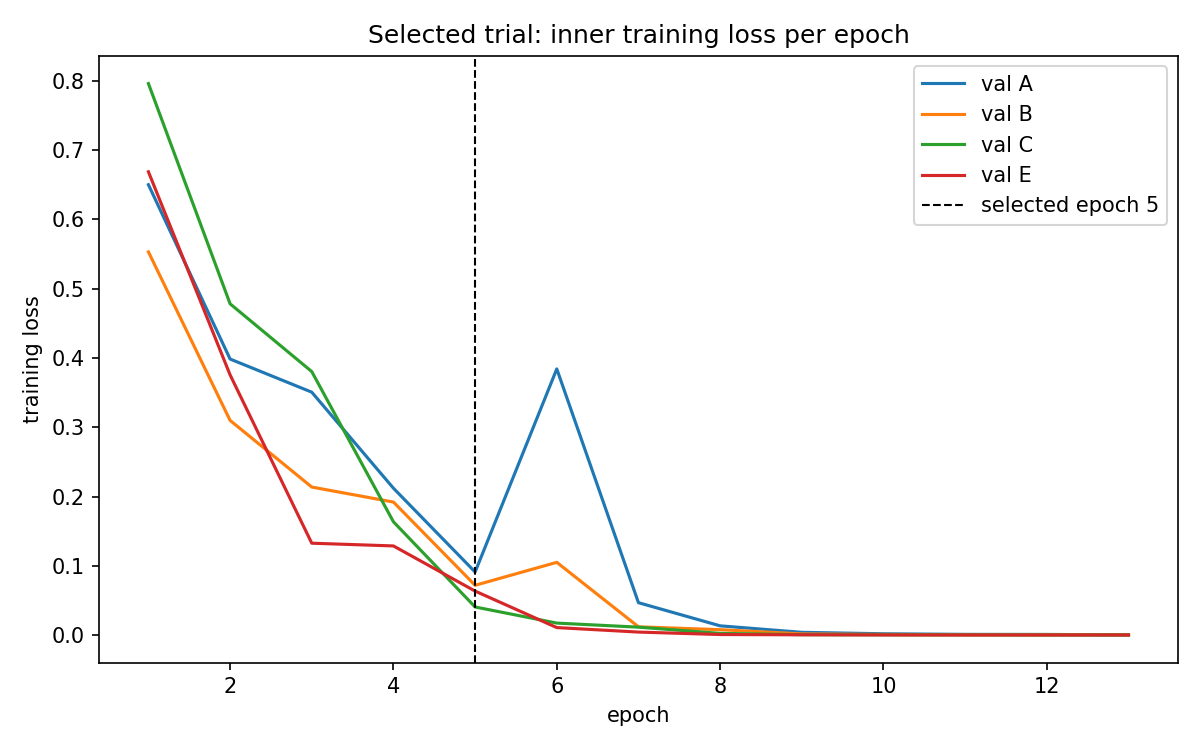 Selected trial: inner training loss per epoch
val A
val B
val C
val E
selected epoch 5
training loss
0.8
0.7
0.6
0.5
0.4
0.3
0.2
0.1
0.0
2
4
6
8
10
12
epoch